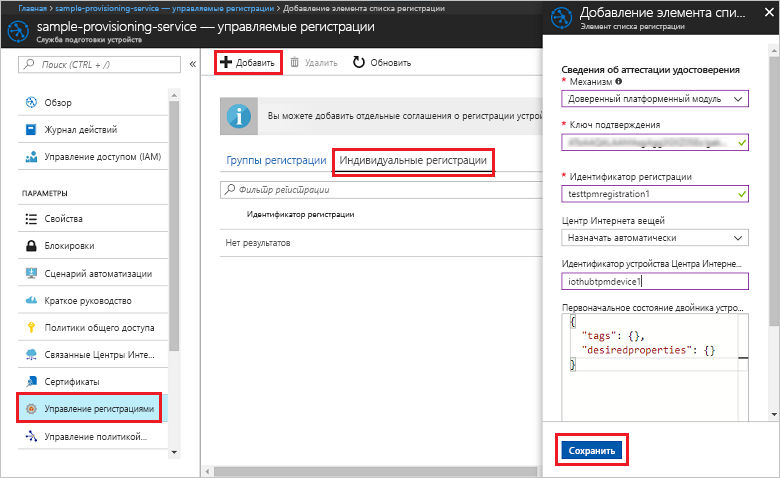 Главная > sample-provisioning-service — управляемые регистрации > Добавление элемента списка регистрации
sample-provisioning-service — управляемые регистрации
Служба подготовки устройств
Поиск (CTRL + /)
Обзор
Журнал действий
Управление доступом (IAM)
ПАРАМЕТРЫ
Свойства
Блокировки
Сценарий автоматизации
Краткое руководство
Политики общего доступа
Связанные Центры Инте...
Сертификаты
Управление регистрациями
Управление политикой...
Добавить
Удалить
Обновить
Вы можете добавить отдельные соглашения о регистрации устрой
Группы регистрации
Индивидуальные регистрации
Фильтр регистрации
Идентификатор регистрации
Нет результатов
Добавление элемента спи...
Элемент списка регистрации
Сведения об аттестации удостоверения
* Механизм
Доверенный платформенный модуль
* Ключ подтверждения
* Идентификатор регистрации
testtpmregistration1
Центр Интернета вещей
Назначать автоматически
Идентификатор устройства Центра Интерне...
iothubtpmdevice1
Первоначальное состояние двойника устро...
{
"tags": {},
"desiredproperties": {}
}
Сохранить